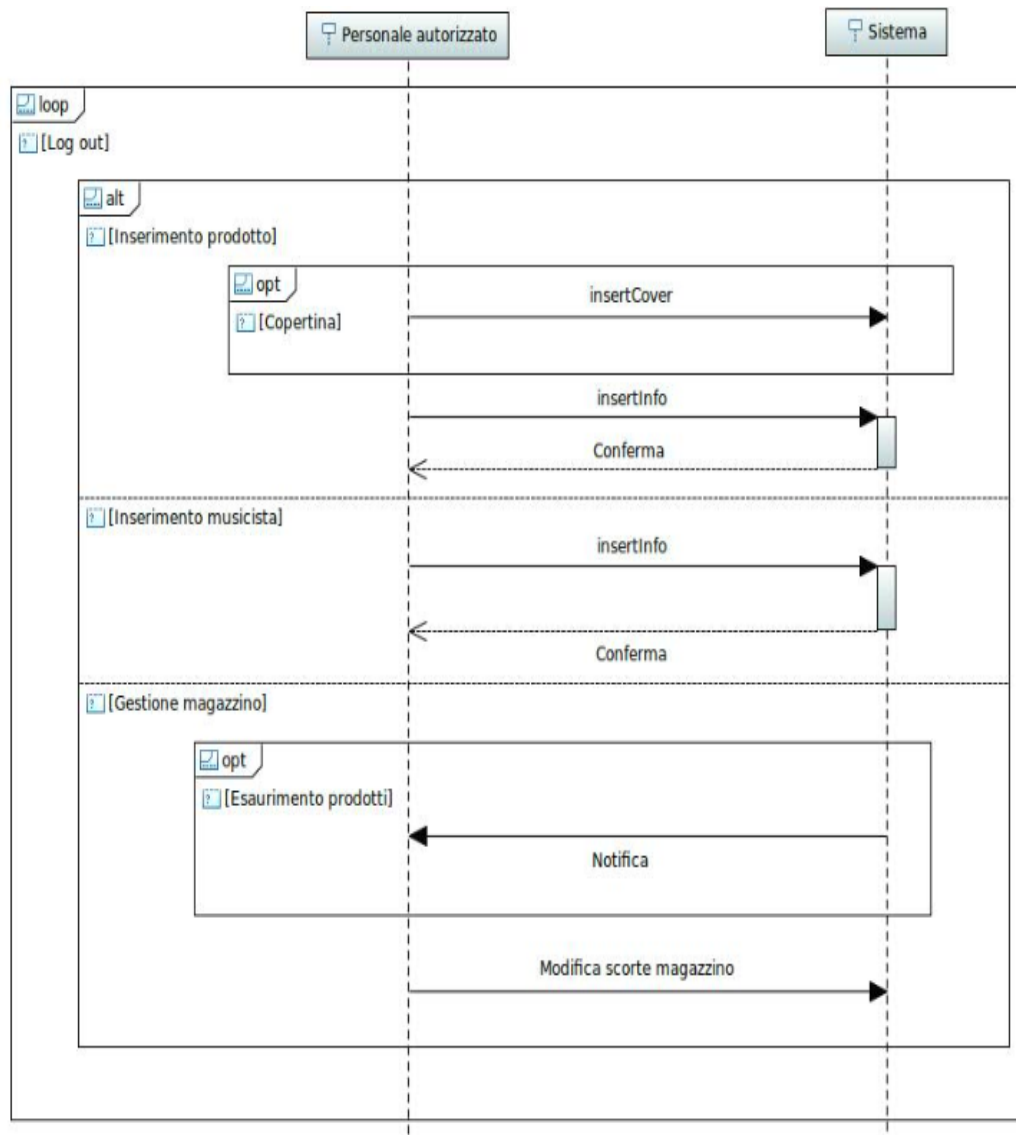 Personale autorizzato
Sistema
loop
[Log out]
alt
[Inserimento prodotto]
opt
[Copertina]
insertCover
insertInfo
Conferma
[Inserimento musicista]
insertInfo
Conferma
[Gestione magazzino]
opt
[Esaurimento prodotti]
Notifica
Modifica scorte magazzino